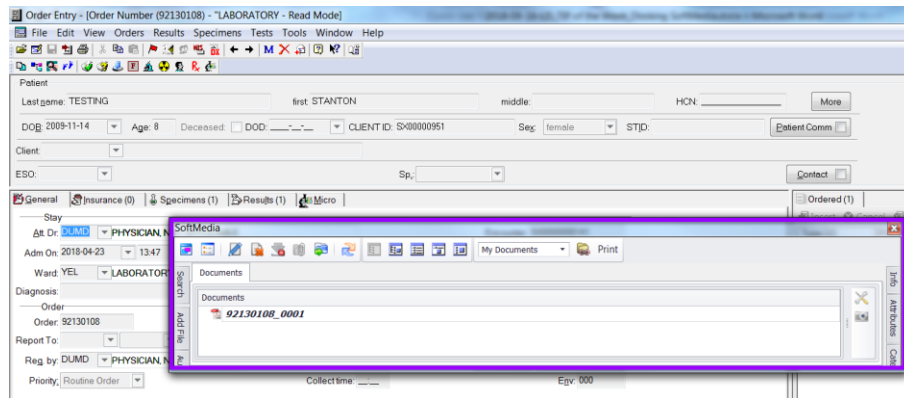 Order Entry - [Order Number (92130108) - "LABORATORY - Read Mode]
File Edit View Orders Results Specimens Tests Tools Window Help
Patient
Last name: TESTING first: STANTON middle: HCN: More
DOB: 2009-11-14 Age: 8 Deceased: DOD: CLIENT ID: SX00000951 Sex: female STID: Patient Comm
Client:
ESO: Sp,: Contact
General Insurance (0) Specimens (1) Results (1) Micro Ordered (1)
Stay
Att. Dr: DUMD PHYSICIAN, N
SoftMedia
Adm On: 2018-04-23 13:47
My Documents Print
Ward: YEL LABORATORY
Search Documents Info
Diagnosis:
Documents
Order
92130108_0001
Order: 92130108
Add File Attributes
Report To:
Req. by: DUMD PHYSICIAN, N
Priority: Routine Order Collect time: Env: 000